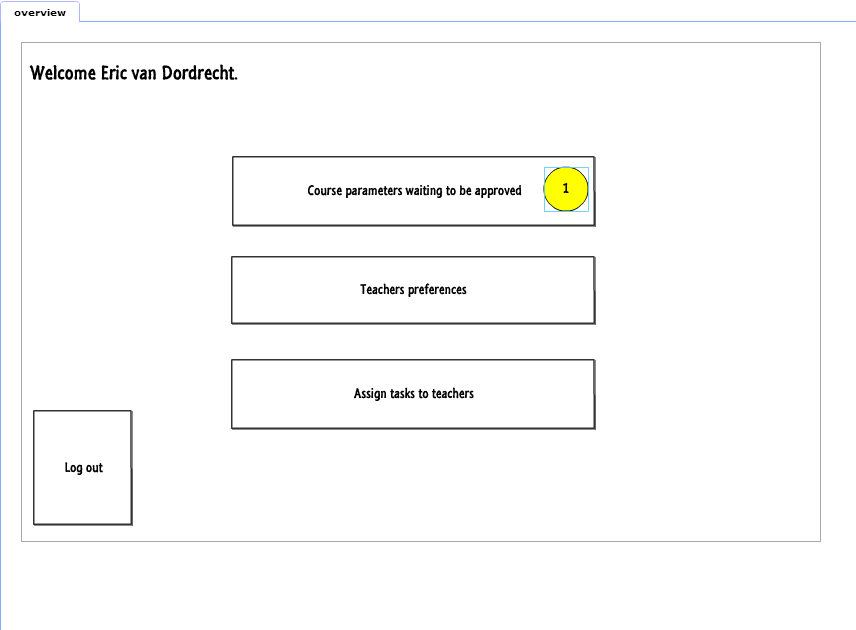 overview
Welcome Eric van Dordrecht.
Course parameters waiting to be approved
1
Teachers preferences
Assign tasks to teachers
Log out